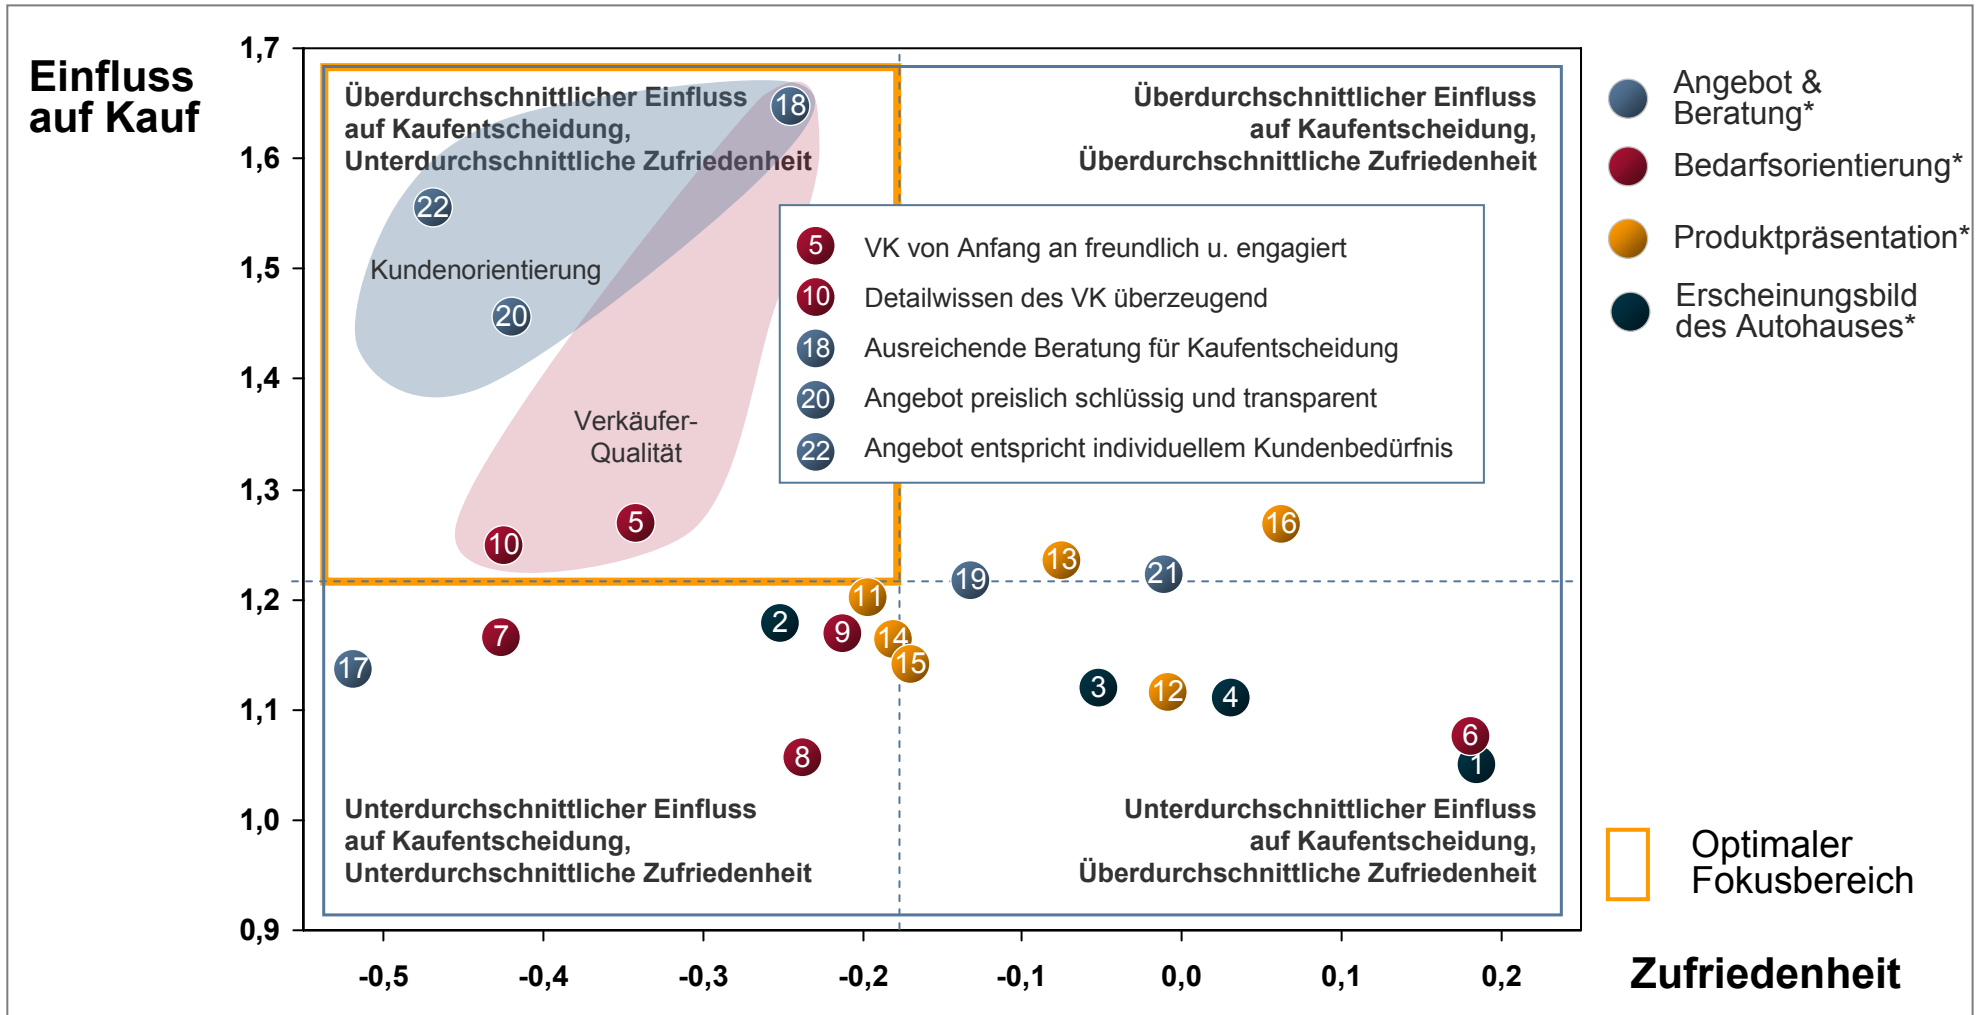 Einfluss
auf Kauf
1,7
1,6
1,5
1,4
1,3
1,2
1,1
1,0
0,9
Überdurchschnittlicher Einfluss
auf Kaufentscheidung,
Unterdurchschnittliche Zufriedenheit
Überdurchschnittlicher Einfluss
auf Kaufentscheidung,
Überdurchschnittliche Zufriedenheit
18
22
Kundenorientierung
20
Verkäufer-
Qualität
5
10
5 VK von Anfang an freundlich u. engagiert
10 Detailwissen des VK überzeugend
18 Ausreichende Beratung für Kaufentscheidung
20 Angebot preislich schlüssig und transparent
22 Angebot entspricht individuellem Kundenbedürfnis
16
13
19
21
11
2
9
7
14
15
17
3
12
4
6
1
8
Unterdurchschnittlicher Einfluss
auf Kaufentscheidung,
Unterdurchschnittliche Zufriedenheit
Unterdurchschnittlicher Einfluss
auf Kaufentscheidung,
Überdurchschnittliche Zufriedenheit
-0,5 -0,4 -0,3 -0,2 -0,1 0,0 0,1 0,2
Zufriedenheit
Angebot &
Beratung*
Bedarfsorientierung*
Produktpräsentation*
Erscheinungsbild
des Autohauses*
Optimaler
Fokusbereich